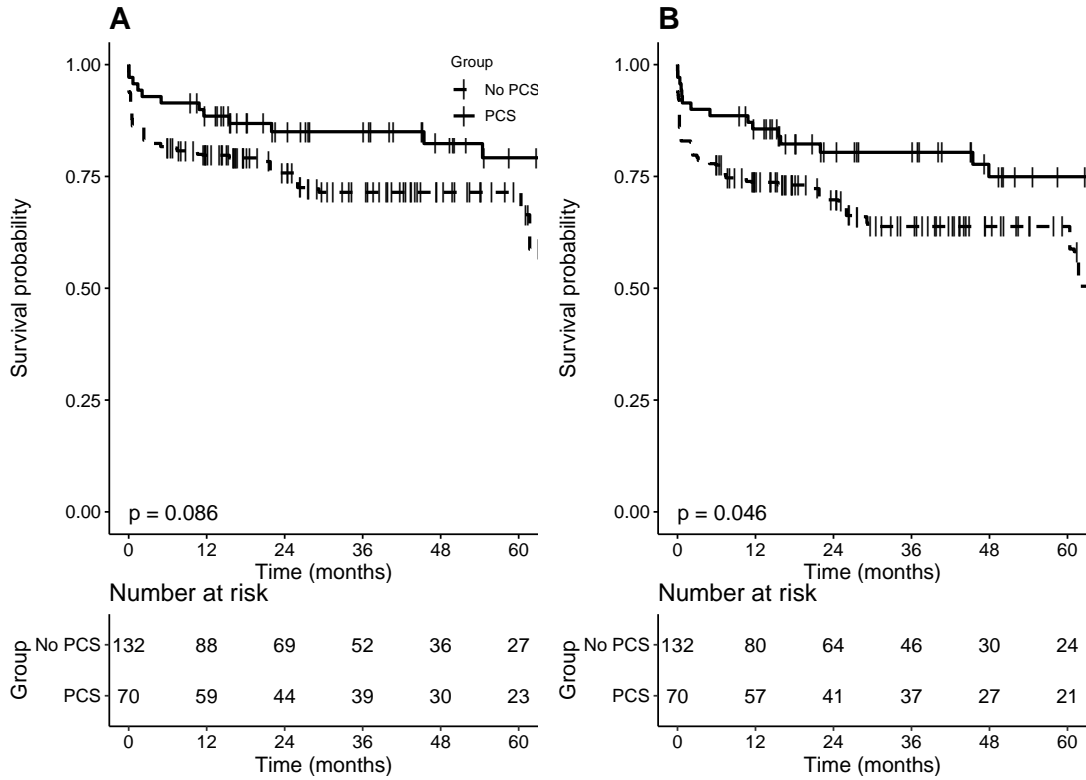 A
Survival probability
1.00
0.75
0.50
0.25
0.00
Group
No PCS
PCS
p = 0.086
0 12 24 36 48 60
Time (months)
Number at risk
Group
No PCS 132 88 69 52 36 27
PCS 70 59 44 39 30 23
0 12 24 36 48 60
Time (months)
B
Survival probability
1.00
0.75
0.50
0.25
0.00
p = 0.046
0 12 24 36 48 60
Time (months)
Number at risk
Group
No PCS 132 80 64 46 30 24
PCS 70 57 41 37 27 21
0 12 24 36 48 60
Time (months)